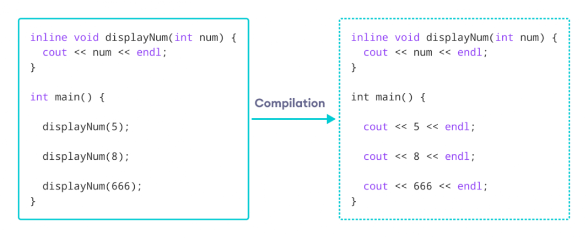 inline void displayNum(int num) {
  cout << num << endl;
}
int main() {
  displayNum(5);
  displayNum(8);
  displayNum(666);
}
Compilation
inline void displayNum(int num) {
  cout << num << endl;
}
int main() {
  cout << 5 << endl;
  cout << 8 << endl;
  cout << 666 << endl;
}